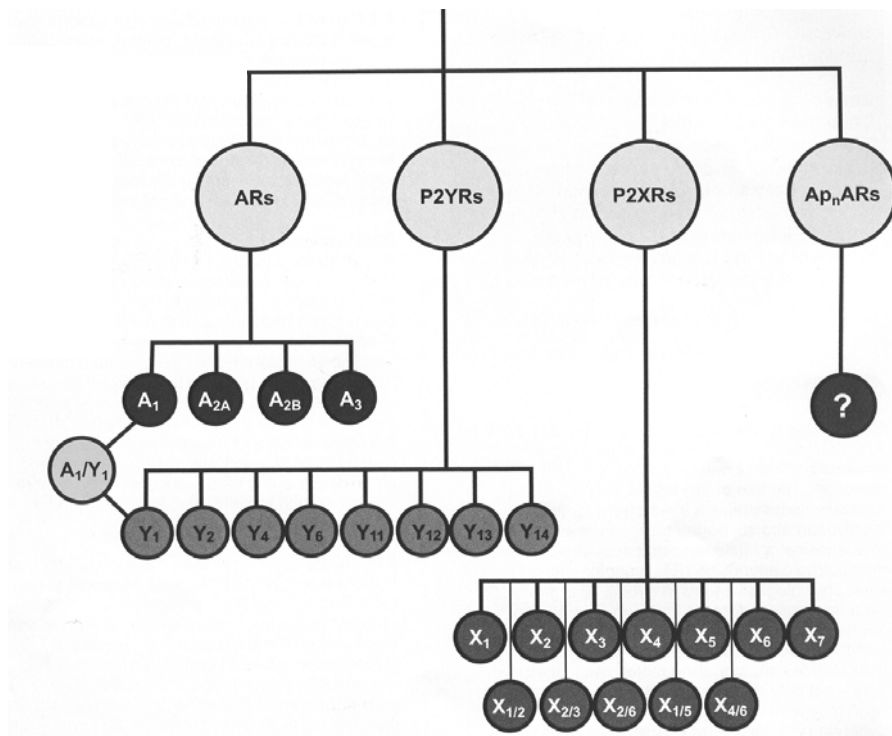 ARs P2YRs P2XRs ApₙARs
A₁ A₂A A₂B A₃ ?
A₁/Y₁
Y₁ Y₂ Y₄ Y₆ Y₁₁ Y₁₂ Y₁₃ Y₁₄
X₁ X₂ X₃ X₄ X₅ X₆ X₇
X₁/₂ X₂/₃ X₂/₆ X₁/₅ X₄/₆